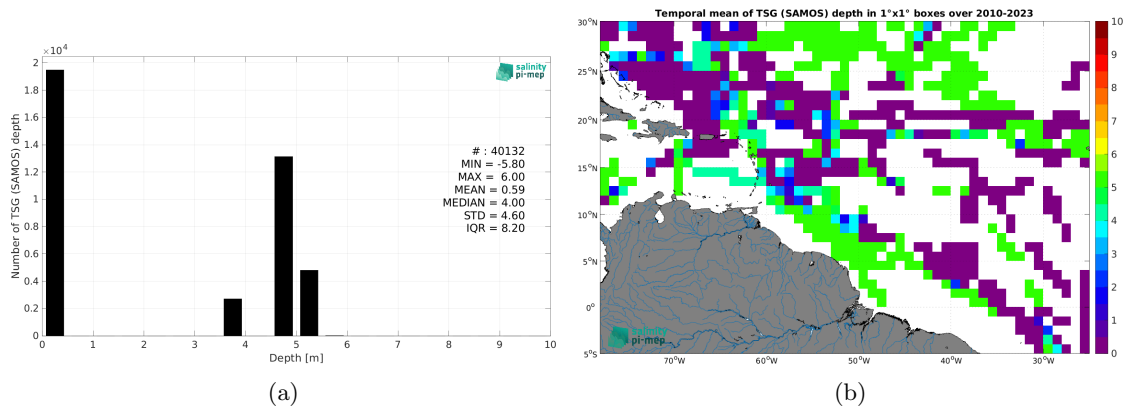 ×10⁴
2
1.8
1.6
1.4
1.2
1
0.8
0.6
0.4
0.2
0
Number of TSG (SAMOS) depth
salinity
pi-mep
# : 40132
MIN = -5.80
MAX = 6.00
MEAN = 0.59
MEDIAN = 4.00
STD = 4.60
IQR = 8.20
0 1 2 3 4 5 6 7 8 9 10
Depth [m]
(a)
Temporal mean of TSG (SAMOS) depth in 1°x1° boxes over 2010-2023
30°N
25°N
20°N
15°N
10°N
5°N
0°
5°S
salinity
pi-mep
70°W 60°W 50°W 40°W 30°W
10
9
8
7
6
5
4
3
2
1
0
(b)